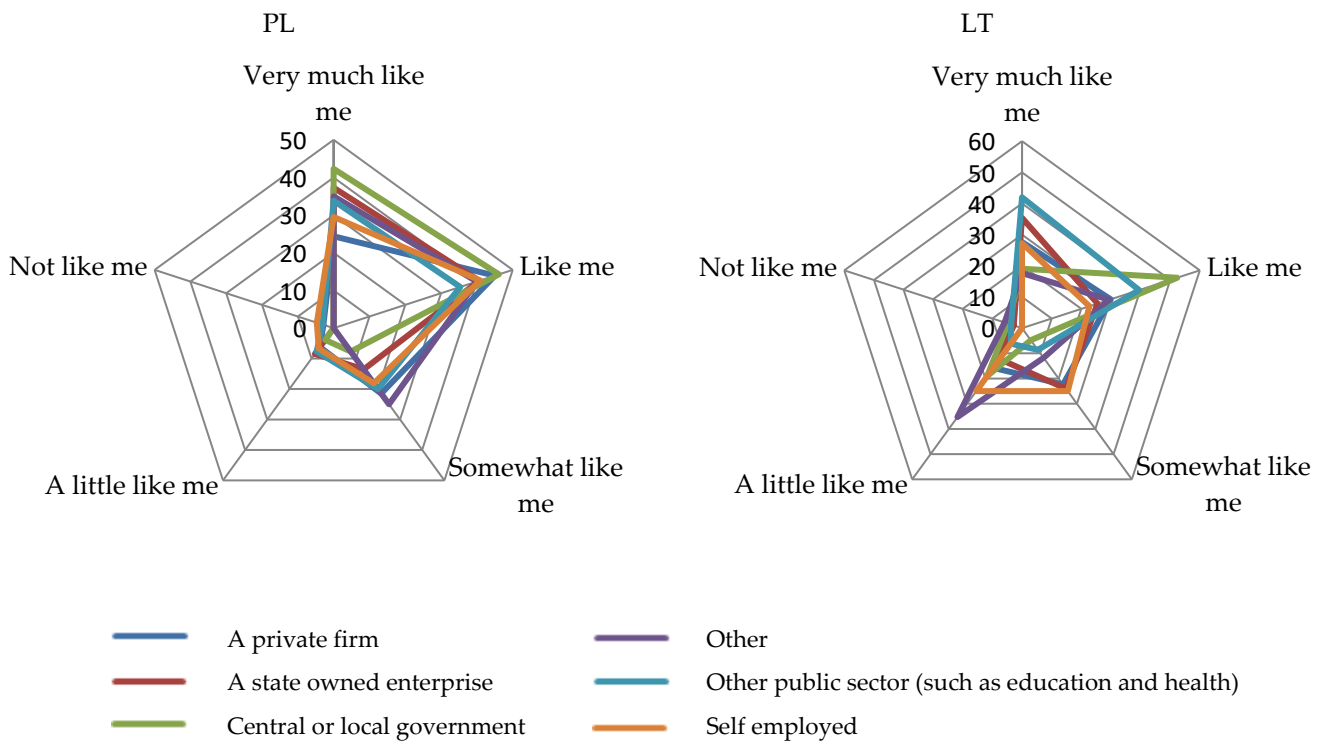 PL
Very much like
me
50
40
30
20
10
0
Like me
Somewhat like
me
A little like me
Not like me
LT
Very much like
me
60
50
40
30
20
10
0
Like me
Somewhat like
me
A little like me
Not like me
A private firm
A state owned enterprise
Central or local government
Other
Other public sector (such as education and health)
Self employed